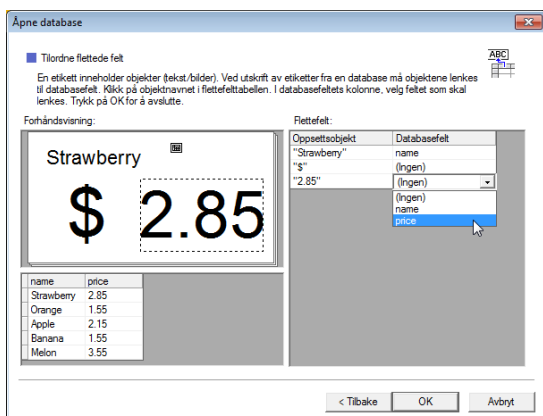 Åpne database
Tilordne flettede felt
ABC
En etikett inneholder objekter (tekst/bilder). Ved utskrift av etiketter fra en database må objektene lenkes
til databasefelt. Klikk på objektnavnet i flettefelttabellen. I databasefeltets kolonne, velg feltet som skal
lenkes. Trykk på OK for å avslutte.
Forhåndsvisning:
Strawberry
$ 2.85
name price
Strawberry 2.85
Orange 1.55
Apple 2.15
Banana 1.55
Melon 3.55
Flettefelt:
Oppsettsobjekt Databasefelt
"Strawberry" name
"$" (Ingen)
"2.85" (Ingen)
(Ingen)
name
price
< Tilbake OK Avbryt